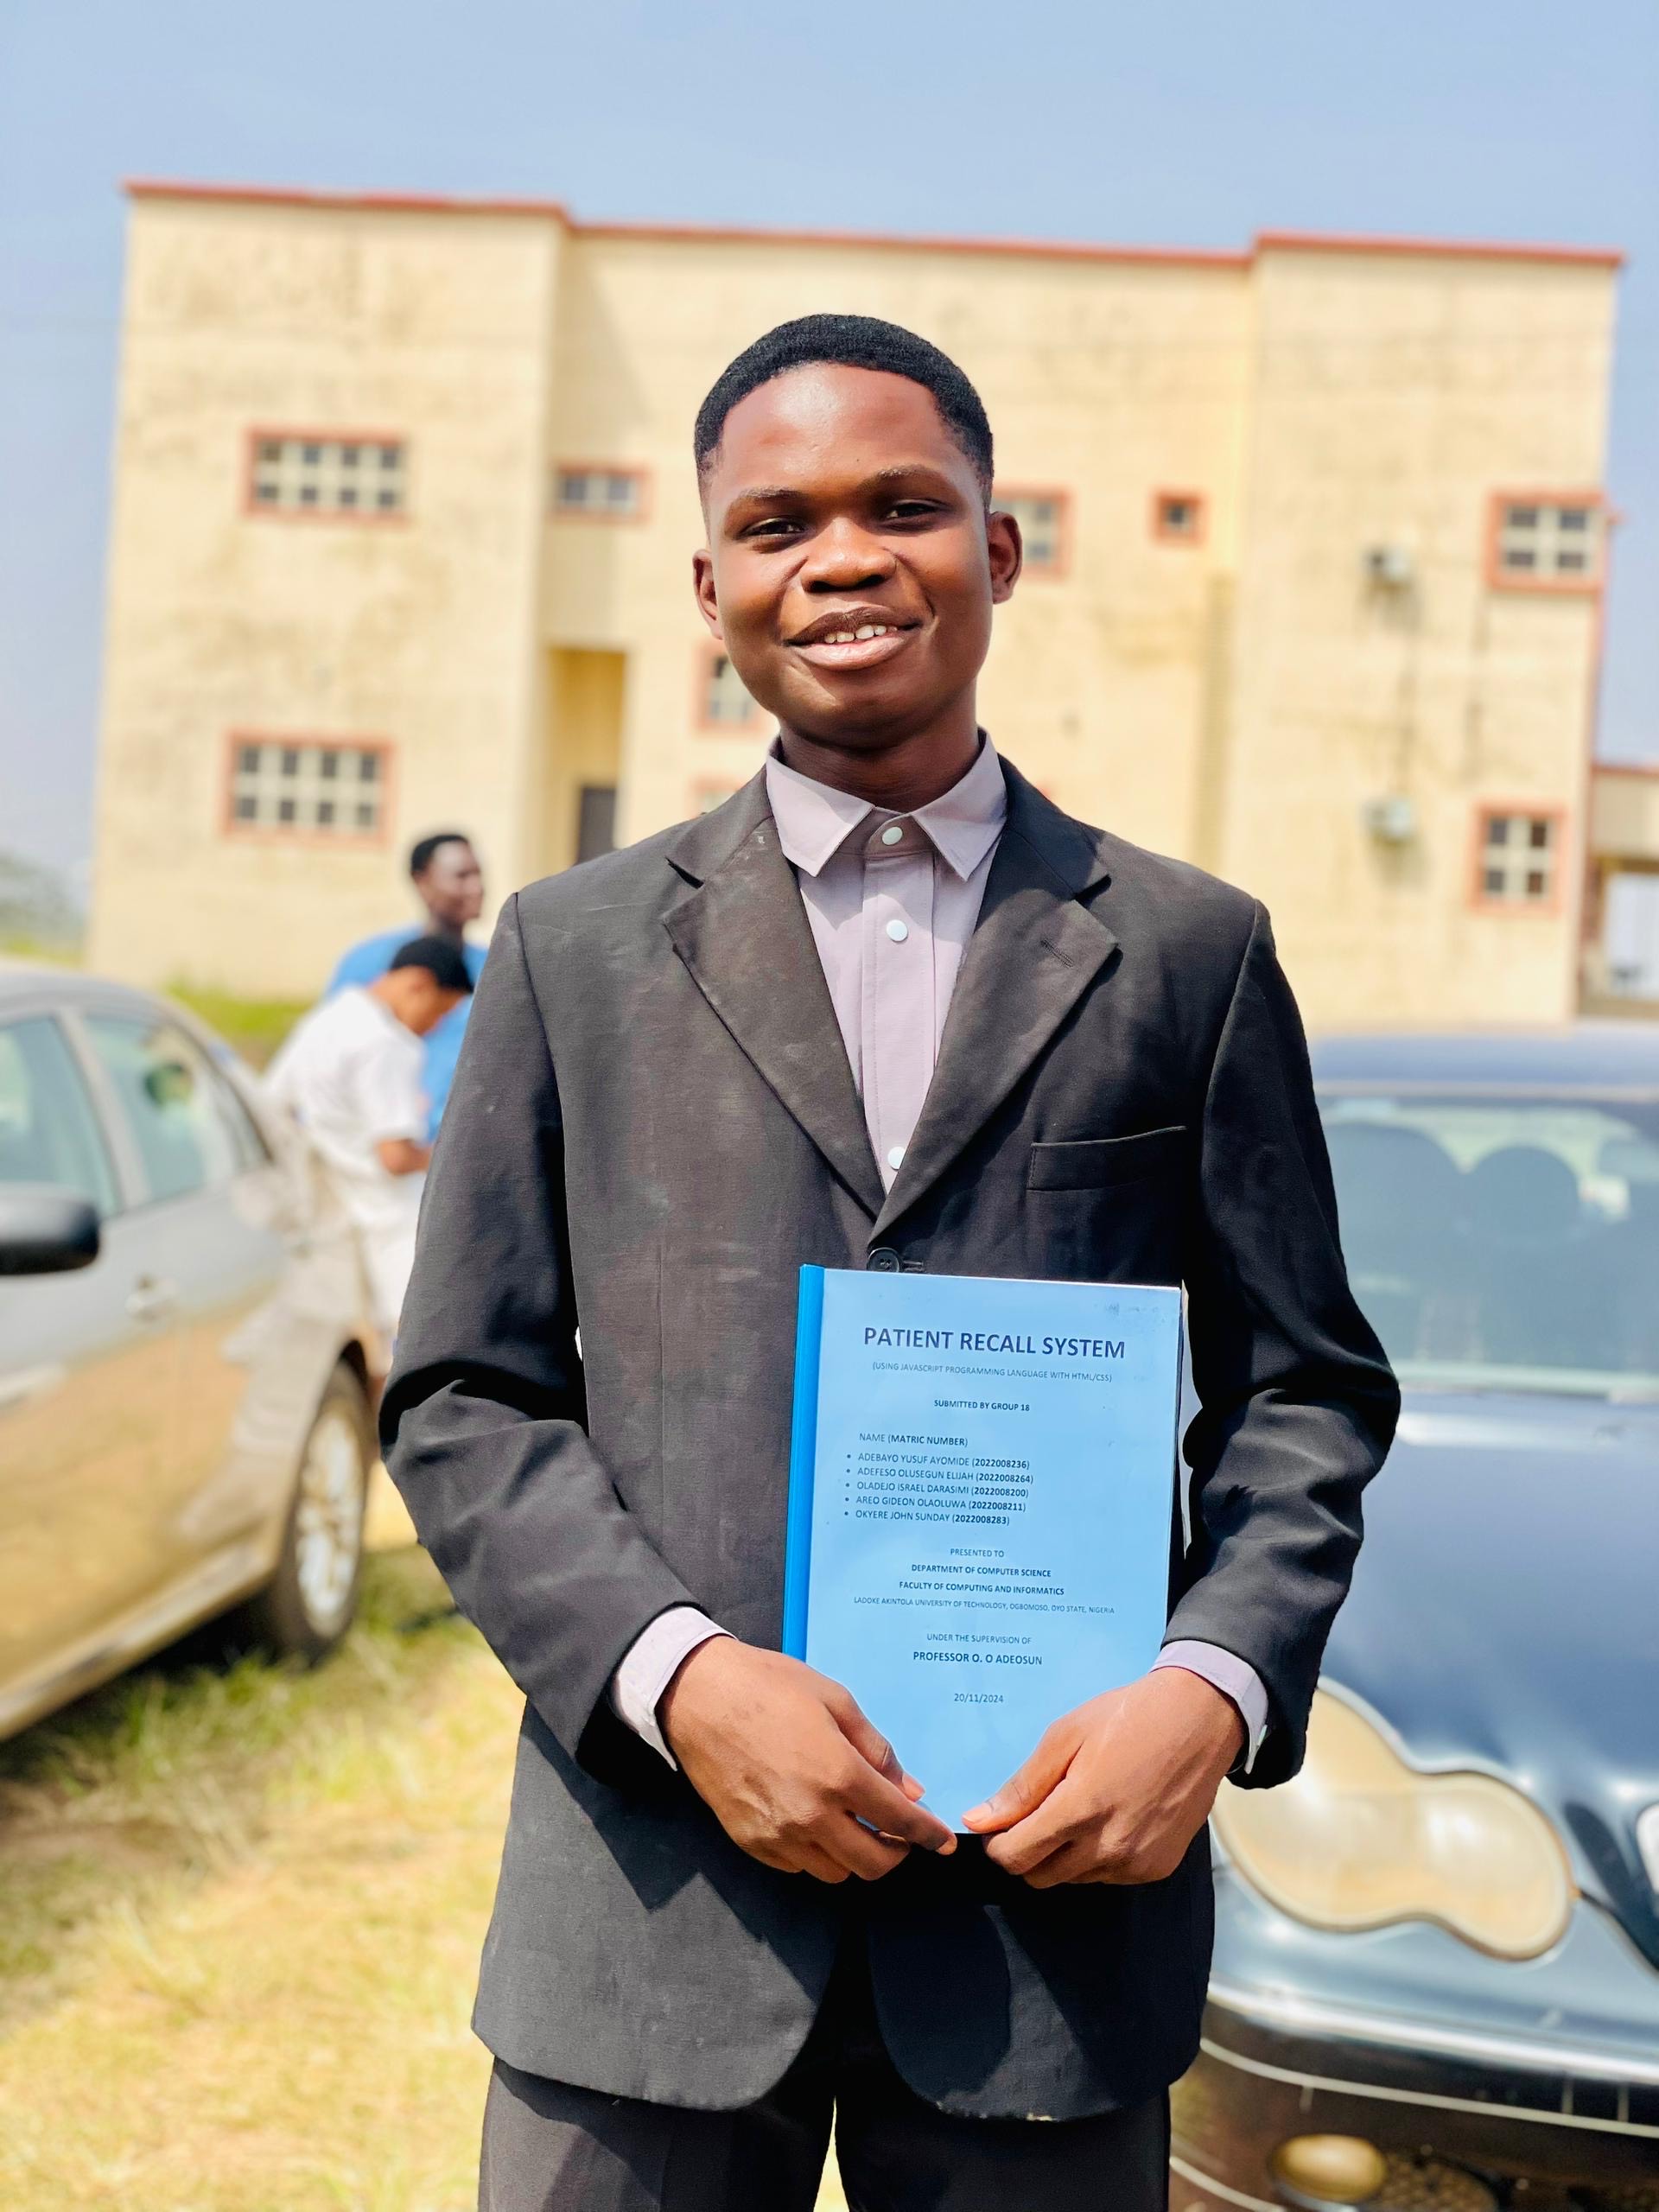 PATIENT RECALL SYSTEM
(USING JAVASCRIPT PROGRAMMING LANGUAGE WITH HTML/CSS)
SUBMITTED BY GROUP 18
NAME (MATRIC NUMBER)
• ADEBAYO YUSUF AYOMIDE (2022008236)
• ADEFESO OLUSEGUN ELIJAH (2022008264)
• OLADEJO ISRAEL DARASIMI (2022008200)
• AREO GIDEON OLAOLUWA (2022008211)
• OKYERE JOHN SUNDAY (2022008283)
PRESENTED TO
DEPARTMENT OF COMPUTER SCIENCE
FACULTY OF COMPUTING AND INFORMATICS
LADOKE AKINTOLA UNIVERSITY OF TECHNOLOGY, OGBOMOSO, OYO STATE, NIGERIA
UNDER THE SUPERVISION OF
PROFESSOR O. O ADEOSUN
20/11/2024